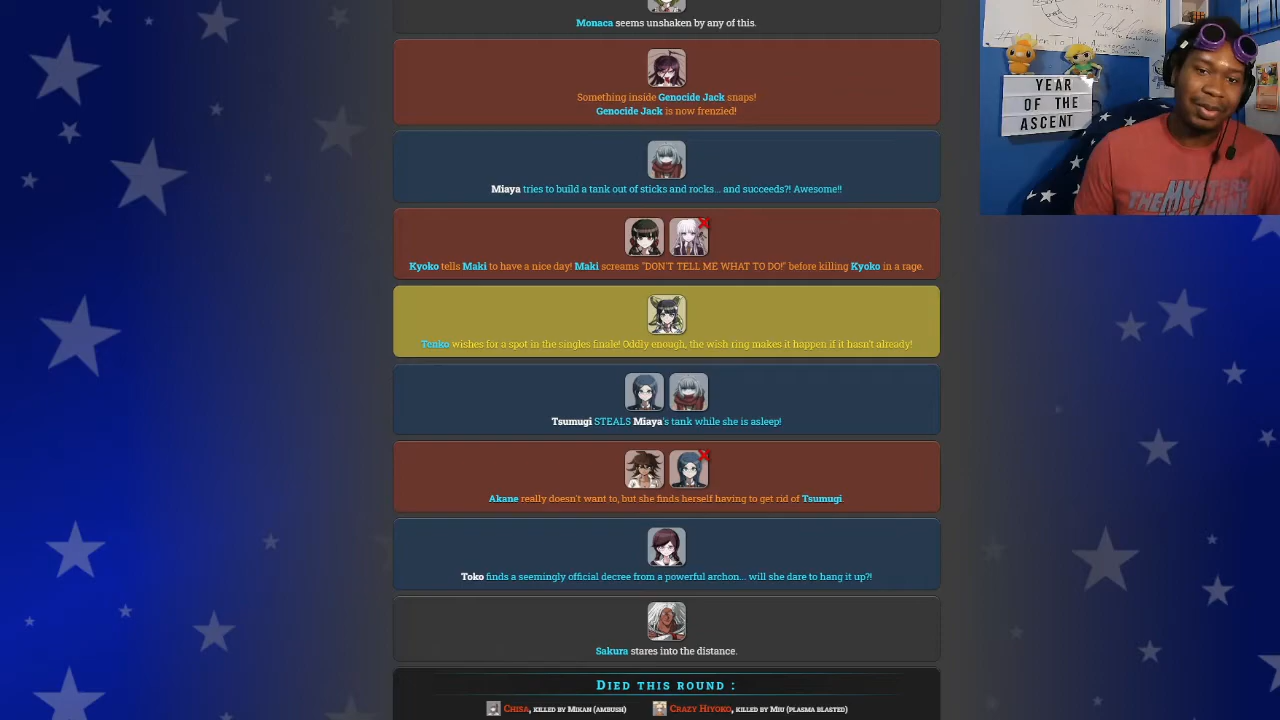 Monaca seems unshaken by any of this.
Something inside Genocide Jack snaps!
Genocide Jack is now frenzied!
Miaya tries to build a tank out of sticks and rocks... and succeeds?! Awesome!!
Kyoko tells Maki to have a nice day! Maki screams "DON'T TELL ME WHAT TO DO!" before killing Kyoko in a rage.
Tenko wishes for a spot in the singles finale! Oddly enough, the wish ring makes it happen if it hasn't already!
Tsumugi STEALS Miaya's tank while she is asleep!
Akane really doesn't want to, but she finds herself having to get rid of Tsumugi.
Toko finds a seemingly official decree from a powerful archon... will she dare to hang it up?!
Sakura stares into the distance.
DIED THIS ROUND :
CHISA, KILLED BY MIKAN (AMBUSH)
CRAZY HIYOKO, KILLED BY MIU (PLASMA BLASTED)
YEAR
OF THE
ASCENT
THE MYSTERY